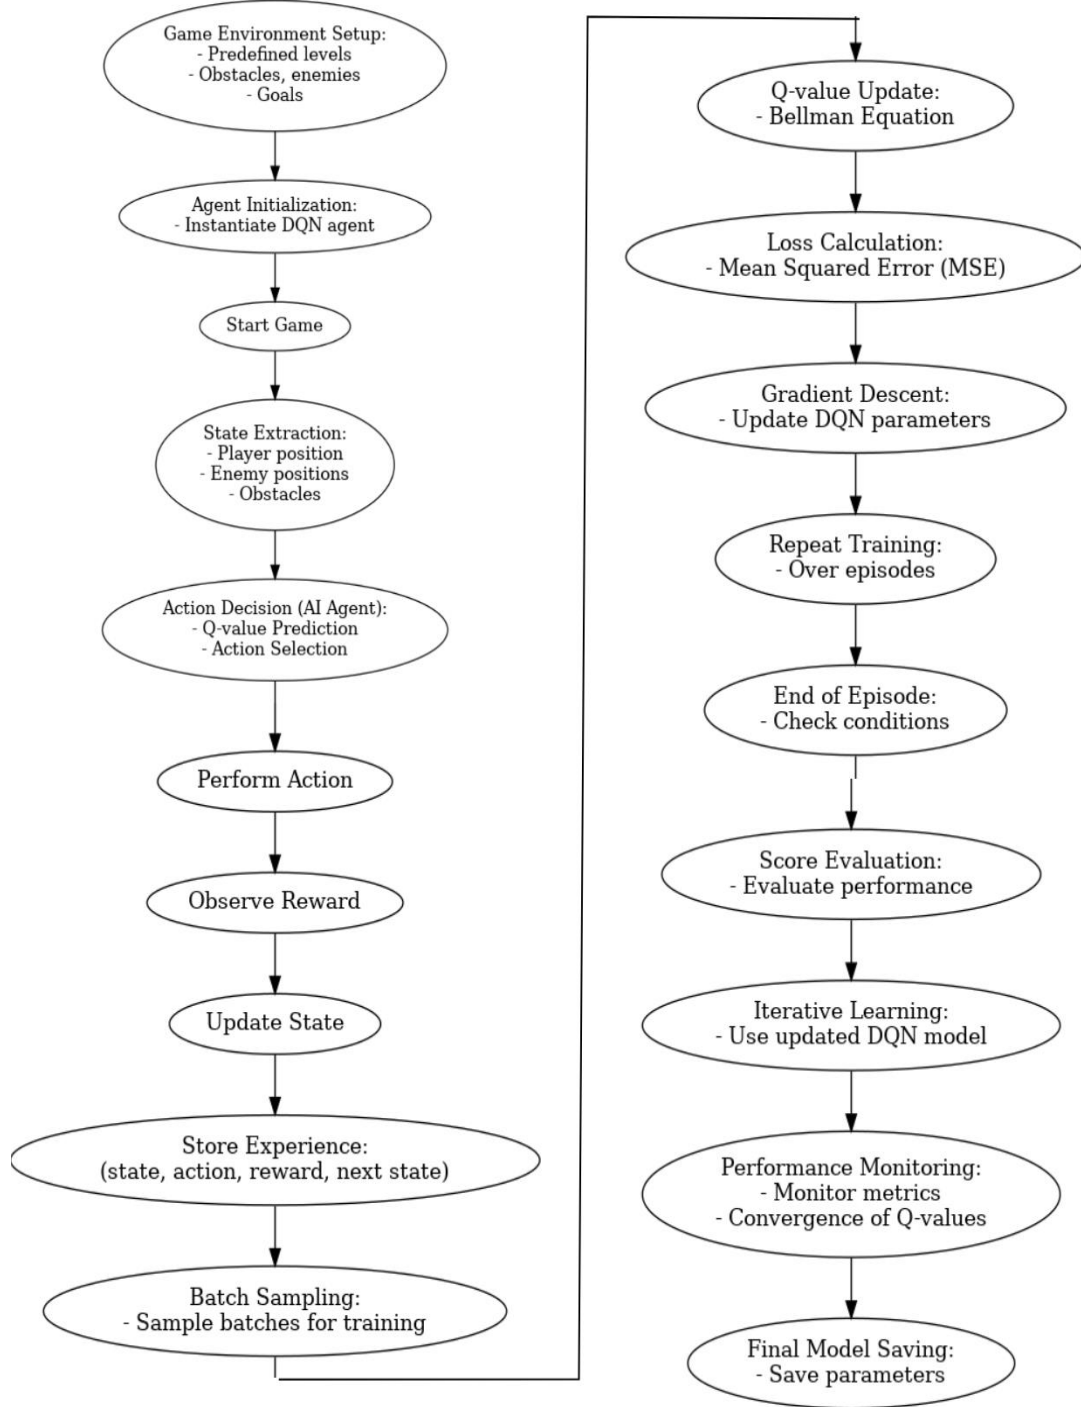 Game Environment Setup:
- Predefined levels
- Obstacles, enemies
- Goals
Agent Initialization:
- Instantiate DQN agent
Start Game
State Extraction:
- Player position
- Enemy positions
- Obstacles
Action Decision (AI Agent):
- Q-value Prediction
- Action Selection
Perform Action
Observe Reward
Update State
Store Experience:
(state, action, reward, next state)
Batch Sampling:
- Sample batches for training
Q-value Update:
- Bellman Equation
Loss Calculation:
- Mean Squared Error (MSE)
Gradient Descent:
- Update DQN parameters
Repeat Training:
- Over episodes
End of Episode:
- Check conditions
Score Evaluation:
- Evaluate performance
Iterative Learning:
- Use updated DQN model
Performance Monitoring:
- Monitor metrics
- Convergence of Q-values
Final Model Saving:
- Save parameters